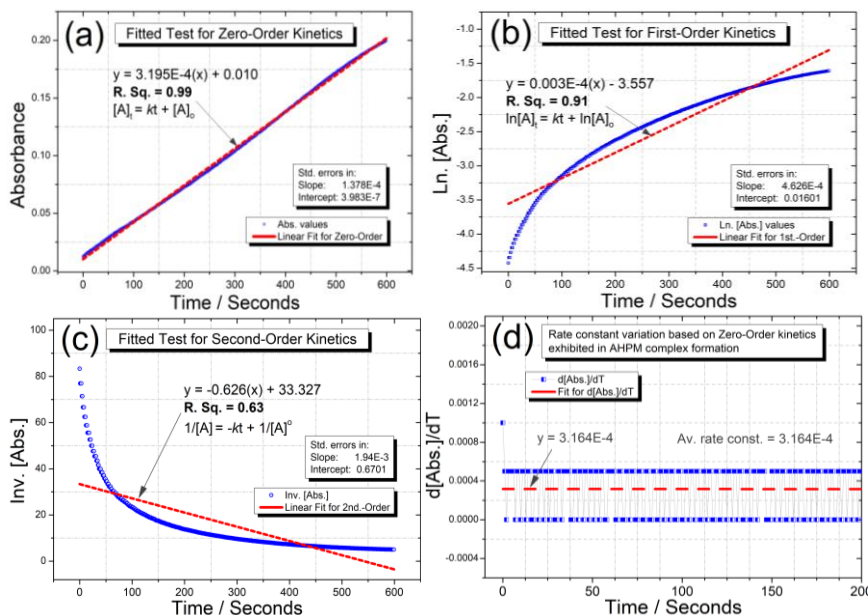 (a)
Fitted Test for Zero-Order Kinetics
0.20
0.15
0.10
0.05
0.00
Absorbance
y = 3.195E-4(x) + 0.010
R. Sq. = 0.99
[A]t = kt + [A]o
Std. errors in:
Slope: 1.378E-4
Intercept: 3.983E-7
Abs. values
Linear Fit for Zero-Order
0 100 200 300 400 500 600
Time / Seconds
(b)
Fitted Test for First-Order Kinetics
-1.0
-1.5
-2.0
-2.5
-3.0
-3.5
-4.0
-4.5
Ln. [Abs.]
y = 0.003E-4(x) - 3.557
R. Sq. = 0.91
ln[A]t = kt + ln[A]o
Std. errors in:
Slope: 4.626E-4
Intercept: 0.01601
Ln. [Abs.] values
Linear Fit for 1st.-Order
0 100 200 300 400 500 600
Time / Seconds
(c)
Fitted Test for Second-Order Kinetics
100
80
60
40
20
0
Inv. [Abs.]
y = -0.626(x) + 33.327
R. Sq. = 0.63
1/[A] = -kt + 1/[A]o
Std. errors in:
Slope: 1.94E-3
Intercept: 0.6701
Inv. [Abs.]
Linear Fit for 2nd.-Order
0 100 200 300 400 500 600
Time / Seconds
(d)
Rate constant variation based on Zero-Order kinetics
exhibited in AHPM complex formation
0.0020
0.0016
0.0012
0.0008
0.0004
0.0000
-0.0004
d[Abs.]/dT
d[Abs.]/dT
Fit for d[Abs.]/dT
y = 3.164E-4
Av. rate const. = 3.164E-4
0 50 100 150 200
Time / Seconds